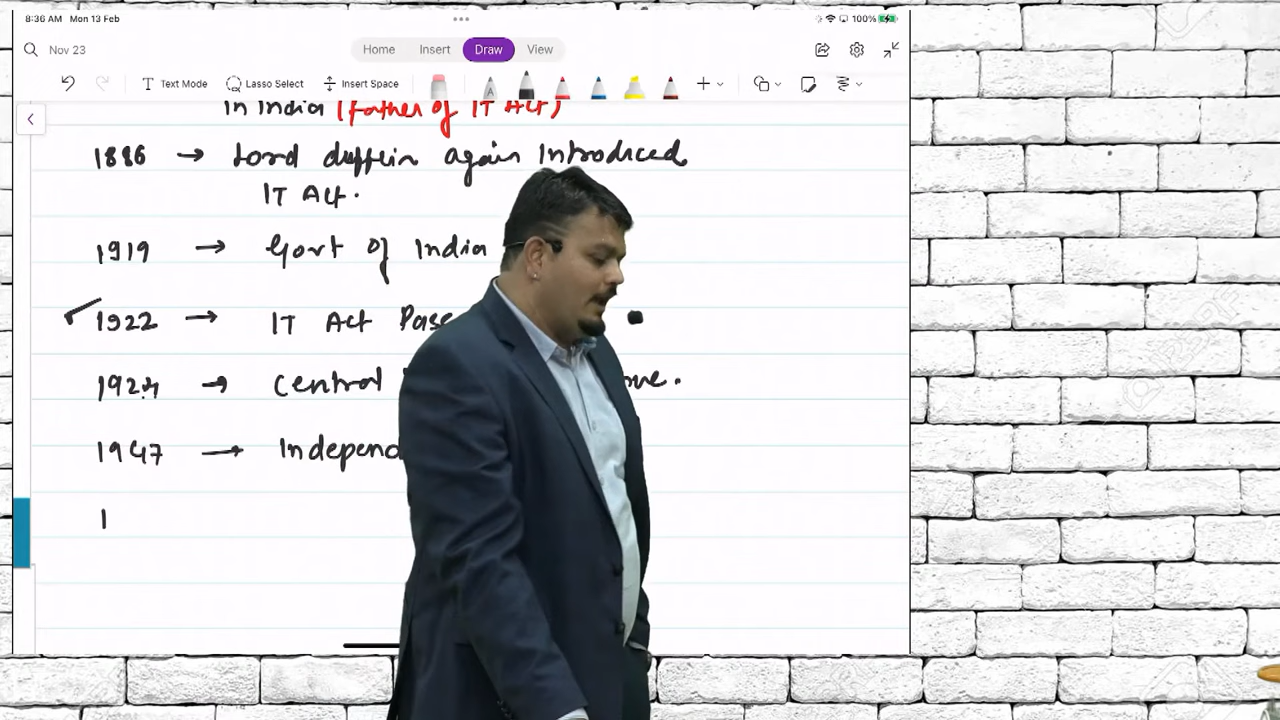 8:36 AM Mon 13 Feb
100%
Nov 23
Home Insert Draw View
Text Mode Lasso Select Insert Space
In India (father of IT Act)
1886 → Lord dufferin again Introduced
IT Act.
1919 → Govt of India
1922 → IT Act
1924 → Central
1947 → Independ
1